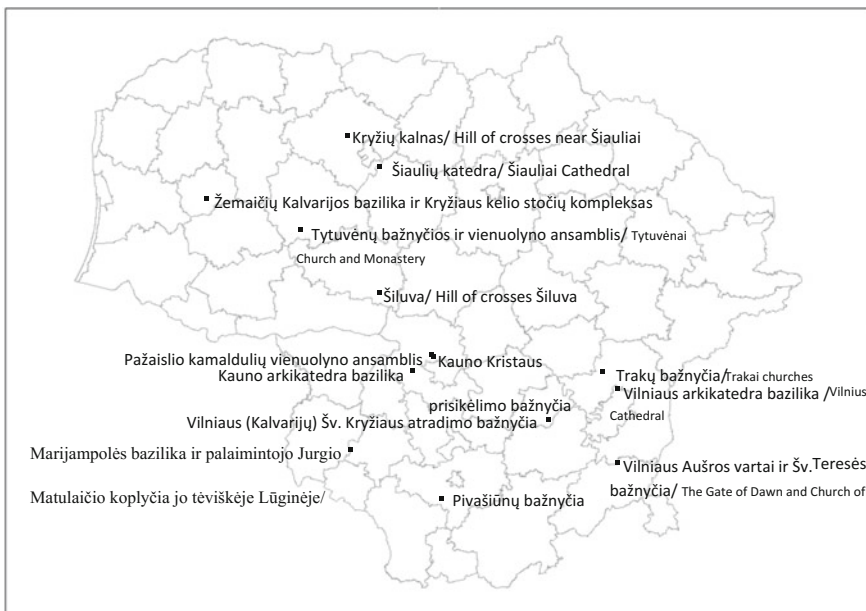 Kryžių kalnas/ Hill of crosses near Šiauliai
Šiaulių katedra/ Šiauliai Cathedral
Žemaičių Kalvarijos bazilika ir Kryžiaus kelio stočių kompleksas
Tytuvėnų bažnyčios ir vienuolyno ansamblis/ Tytuvėnai
Church and Monastery
Šiluva/ Hill of crosses Šiluva
Pažaislio kamaldulių vienuolyno ansamblis
Kauno Kristaus
Kauno arkikatedra bazilika
prisikėlimo bažnyčia
Trakų bažnyčia/Trakai churches
Vilniaus arkikatedra bazilika /Vilnius
Cathedral
Vilniaus (Kalvarijų) Šv. Kryžiaus atradimo bažnyčia
Marijampolės bazilika ir palaimintojo Jurgio
Matulaičio koplyčia jo tėviškėje Lūginėje/
Vilniaus Aušros vartai ir Šv.Teresės
bažnyčia/ The Gate of Dawn and Church of
Pivašiūnų bažnyčia